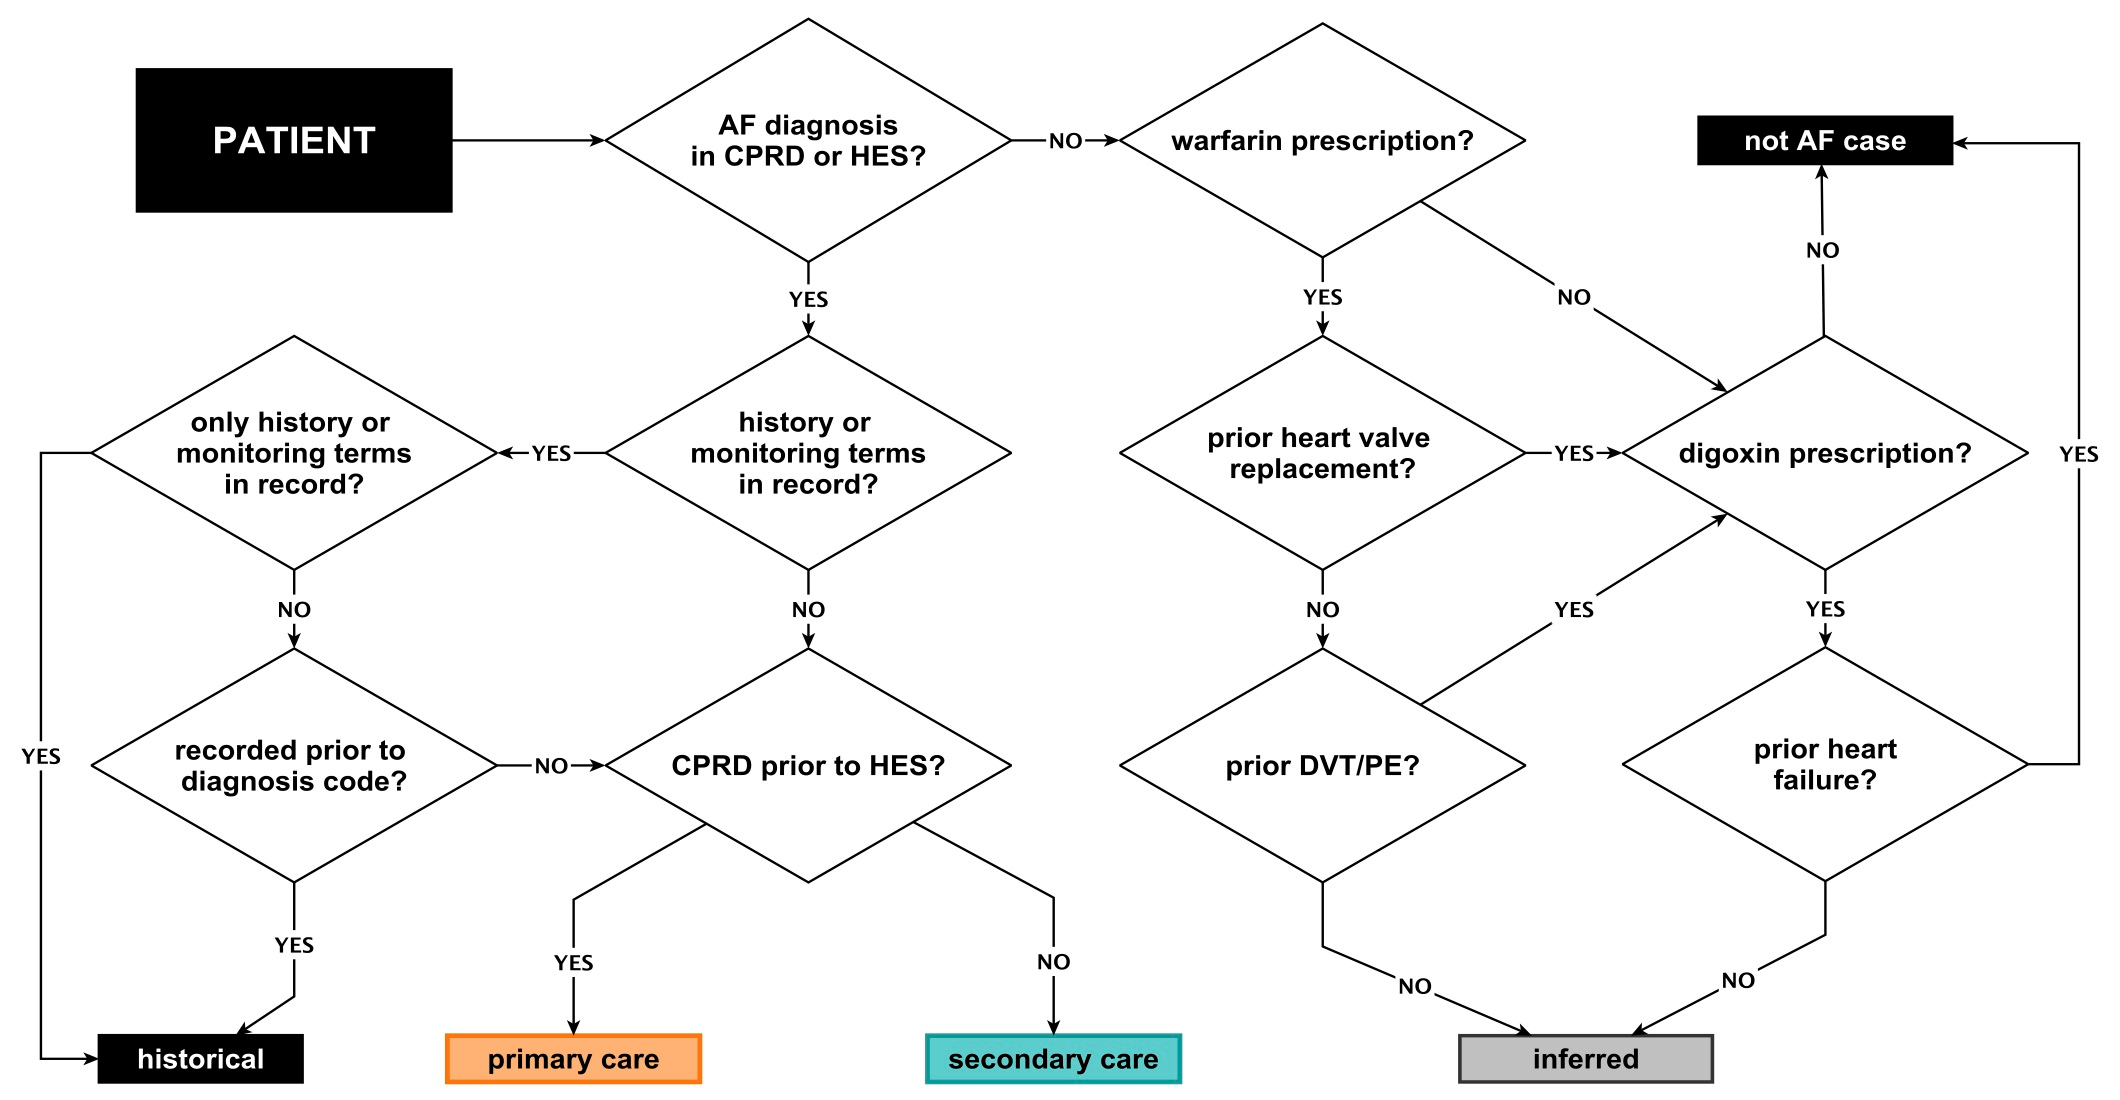 PATIENT
AF diagnosis
in CPRD or HES?
NO
warfarin prescription?
not AF case
NO
YES
YES
NO
only history or
monitoring terms
in record?
YES
history or
monitoring terms
in record?
prior heart valve
replacement?
YES
digoxin prescription?
YES
NO
NO
NO
YES
YES
YES
recorded prior to
diagnosis code?
NO
CPRD prior to HES?
prior DVT/PE?
prior heart
failure?
YES
YES
NO
NO
NO
historical
primary care
secondary care
inferred